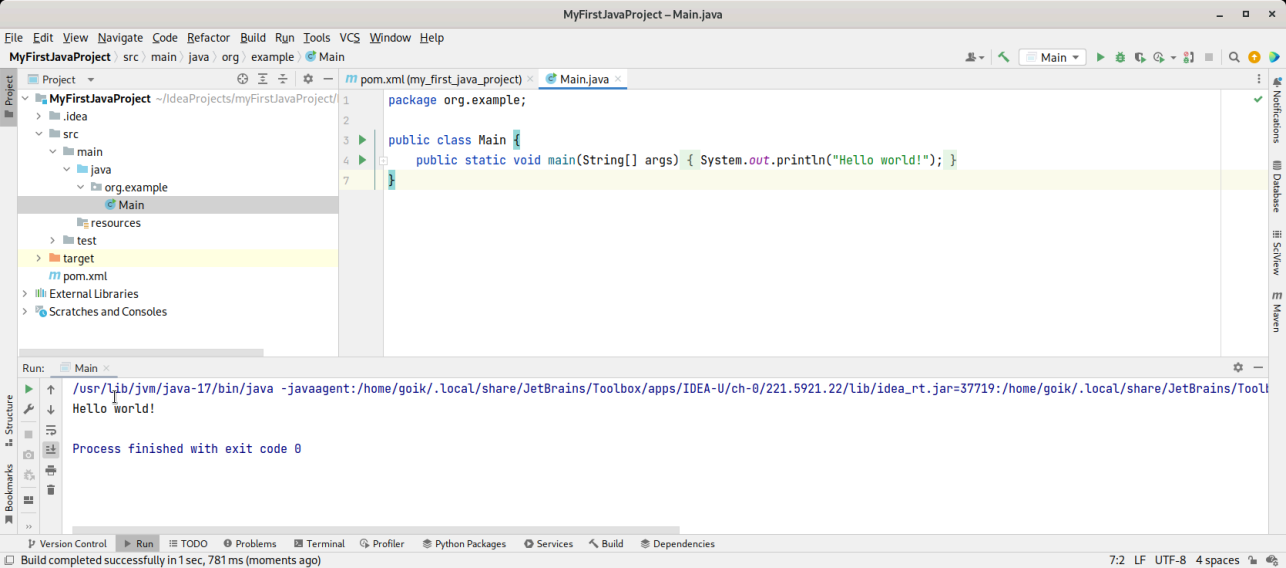 MyFirstJavaProject – Main.java
File Edit View Navigate Code Refactor Build Run Tools VCS Window Help
MyFirstJavaProject src main java org example Main
Main
Project
pom.xml (my_first_java_project)
Main.java
Project
MyFirstJavaProject ~/IdeaProjects/myFirstJavaProject/
.idea
src
main
java
org.example
Main
resources
test
target
pom.xml
External Libraries
Scratches and Consoles
1 package org.example;
2
3 public class Main {
4 public static void main(String[] args) { System.out.println("Hello world!"); }
7 }
Notifications
Database
SciView
Maven
Structure
Bookmarks
Run: Main
/usr/lib/jvm/java-17/bin/java -javaagent:/home/goik/.local/share/JetBrains/Toolbox/apps/IDEA-U/ch-0/221.5921.22/lib/idea_rt.jar=37719:/home/goik/.local/share/JetBrains/Toolb
Hello world!
Process finished with exit code 0
Version Control Run TODO Problems Terminal Profiler Python Packages Services Build Dependencies
Build completed successfully in 1 sec, 781 ms (moments ago)
7:2 LF UTF-8 4 spaces